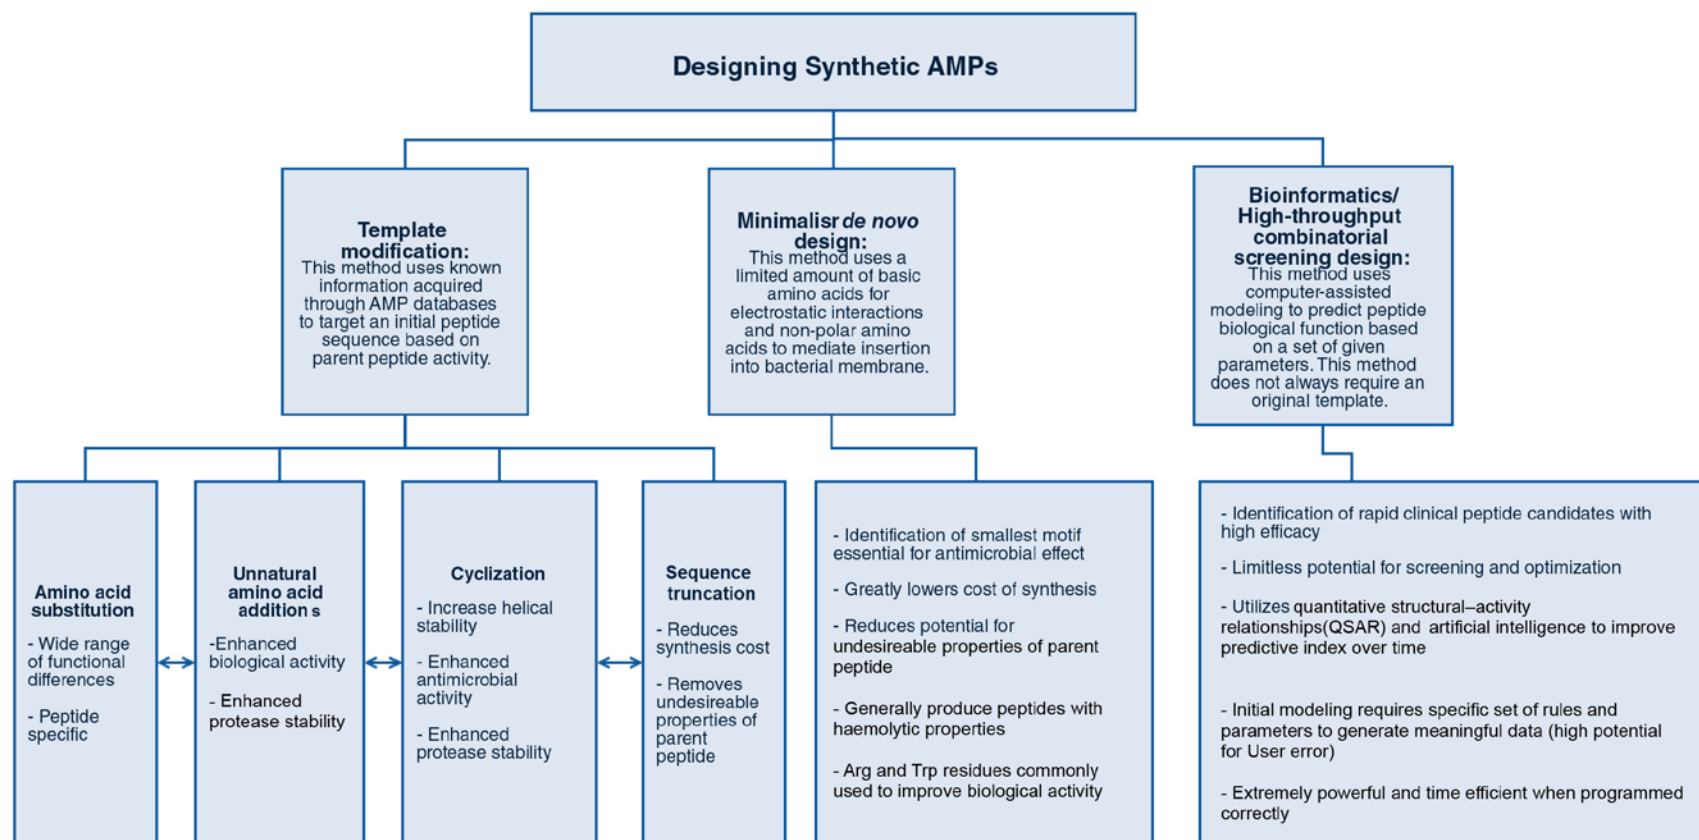 Designing Synthetic AMPs
Template
modification:
This method uses known
information acquired
through AMP databases
to target an initial peptide
sequence based on
parent peptide activity.
Minimalisr de novo
design:
This method uses a
limited amount of basic
amino acids for
electrostatic interactions
and non-polar amino
acids to mediate insertion
into bacterial membrane.
Bioinformatics/
High-throughput
combinatorial
screening design:
This method uses
computer-assisted
modeling to predict peptide
biological function based
on a set of given
parameters. This method
does not always require an
original template.
Amino acid
substitution
- Wide range
of functional
differences
- Peptide
specific
Unnatural
amino acid
addition s
-Enhanced
biological activity
- Enhanced
protease stability
Cyclization
- Increase helical
stability
- Enhanced
antimicrobial
activity
- Enhanced
protease stability
Sequence
truncation
- Reduces
synthesis cost
- Removes
undesireable
properties of
parent
peptide
- Identification of smallest motif
essential for antimicrobial effect
- Greatly lowers cost of synthesis
- Reduces potential for
undesireable properties of parent
peptide
- Generally produce peptides with
haemolytic properties
- Arg and Trp residues commonly
used to improve biological activity
- Identification of rapid clinical peptide candidates with
high efficacy
- Limitless potential for screening and optimization
- Utilizes quantitative structural–activity
relationships(QSAR) and artificial intelligence to improve
predictive index over time
- Initial modeling requires specific set of rules and
parameters to generate meaningful data (high potential
for User error)
- Extremely powerful and time efficient when programmed
correctly